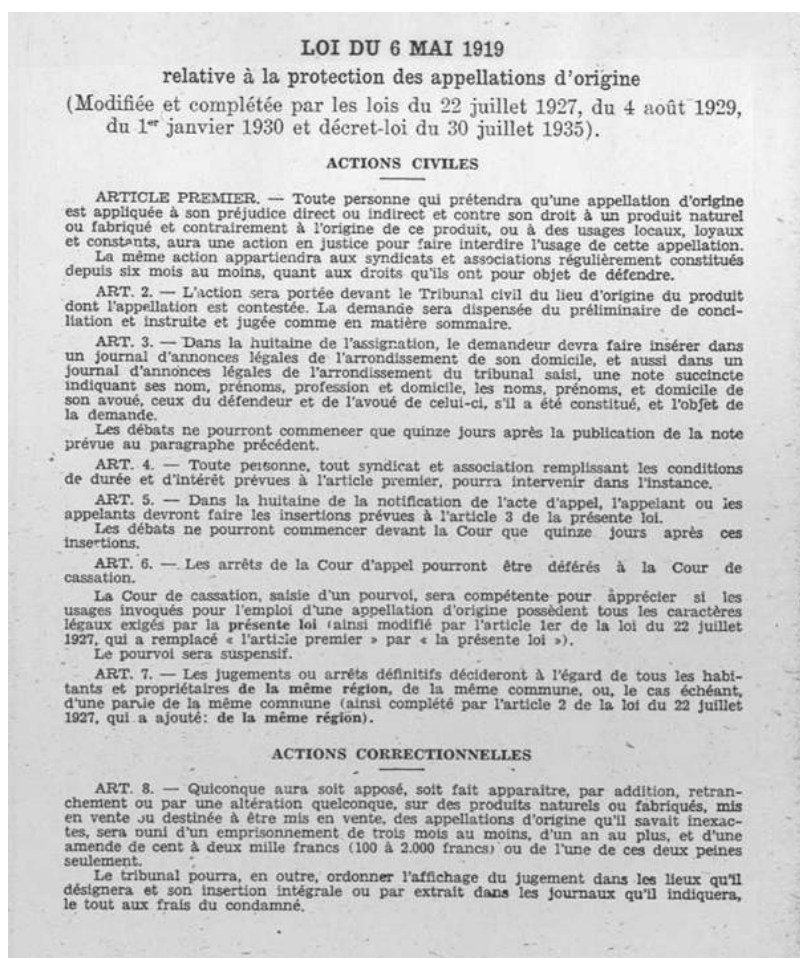 LOI DU 6 MAI 1919
relative à la protection des appellations d'origine
(Modifiée et complétée par les lois du 22 juillet 1927, du 4 août 1929,
du 1er janvier 1930 et décret-loi du 30 juillet 1935).
ACTIONS CIVILES
ARTICLE PREMIER. — Toute personne qui prétendra qu'une appellation d'origine
est appliquée à son préjudice direct ou indirect et contre son droit à un produit naturel
ou fabriqué et contrairement à l'origine de ce produit, ou à des usages locaux, loyaux
et constants, aura une action en justice pour faire interdire l'usage de cette appellation.
La même action appartiendra aux syndicats et associations régulièrement constitués
depuis six mois au moins, quant aux droits qu'ils ont pour objet de défendre.
ART. 2. — L'action sera portée devant le Tribunal civil du lieu d'origine du produit
dont l'appellation est contestée. La demande sera dispensée du préliminaire de conci-
liation et instruite et jugée comme en matière sommaire.
ART. 3. — Dans la huitaine de l'assignation, le demandeur devra faire insérer dans
un journal d'annonces légales de l'arrondissement de son domicile, et aussi dans un
journal d'annonces légales de l'arrondissement du tribunal saisi, une note succincte
indiquant ses nom, prénoms, profession et domicile, les noms, prénoms, et domicile de
son avoué, ceux du défendeur et de l'avoué de celui-ci, s'il a été constitué, et l'objet de
la demande.
Les débats ne pourront commencer que quinze jours après la publication de la note
prévue au paragraphe précédent.
ART. 4. — Toute personne, tout syndicat et association remplissant les conditions
de durée et d'intérêt prévues à l'article premier, pourra intervenir dans l'instance.
ART. 5. — Dans la huitaine de la notification de l'acte d'appel, l'appelant ou les
appelants devront faire les insertions prévues à l'article 3 de la présente loi.
Les débats ne pourront commencer devant la Cour que quinze jours après ces
insertions.
ART. 6. — Les arrêts de la Cour d'appel pourront être déférés à la Cour de
cassation.
La Cour de cassation, saisie d'un pourvoi, sera compétente pour apprécier si les
usages invoqués pour l'emploi d'une appellation d'origine possèdent tous les caractères
légaux exigés par la présente loi (ainsi modifié par l'article 1er de la loi du 22 juillet
1927, qui a remplacé « l'article premier » par « la présente loi »).
Le pourvoi sera suspensif.
ART. 7. — Les jugements ou arrêts définitifs décideront à l'égard de tous les habi-
tants et propriétaires de la même région, de la même commune, ou, le cas échéant,
d'une partie de la même commune (ainsi complété par l'article 2 de la loi du 22 juillet
1927, qui a ajouté: de la même région).
ACTIONS CORRECTIONNELLES
ART. 8. — Quiconque aura soit apposé, soit fait apparaître, par addition, retran-
chement ou par une altération quelconque, sur des produits naturels ou fabriqués, mis
en vente ou destinée à être mis en vente, des appellations d'origine qu'il savait inexac-
tes, sera puni d'un emprisonnement de trois mois au moins, d'un an au plus, et d'une
amende de cent à deux mille francs (100 à 2.000 francs) ou de l'une de ces deux peines
seulement.
Le tribunal pourra, en outre, ordonner l'affichage du jugement dans les lieux qu'il
désignera et son insertion intégrale ou par extrait dans les journaux qu'il indiquera,
le tout aux frais du condamné.